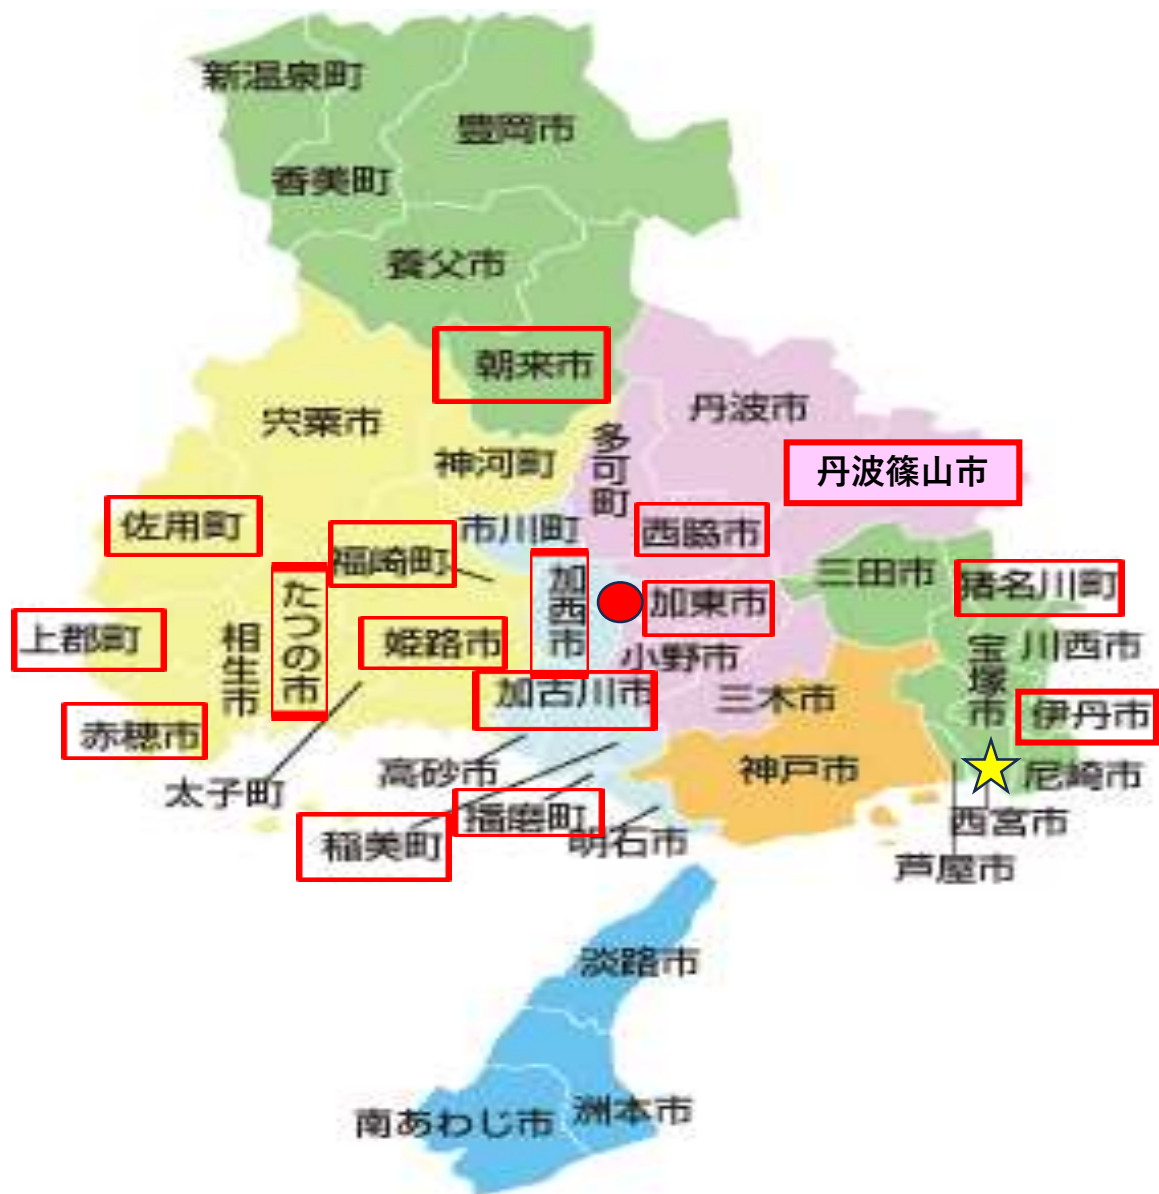 新温泉町
豊岡市
香美町
養父市
朝来市
丹波市
宍粟市
神河町
多可町
丹波篠山市
佐用町
市川町
西脇市
福崎町
加西市
三田市
猪名川町
たつの市
加東市
上郡町
相生市
姫路市
小野市
宝塚市
川西市
加古川市
三木市
伊丹市
赤穂市
太子町
高砂市
神戸市
尼崎市
播磨町
西宮市
稲美町
明石市
芦屋市
淡路市
南あわじ市
洲本市